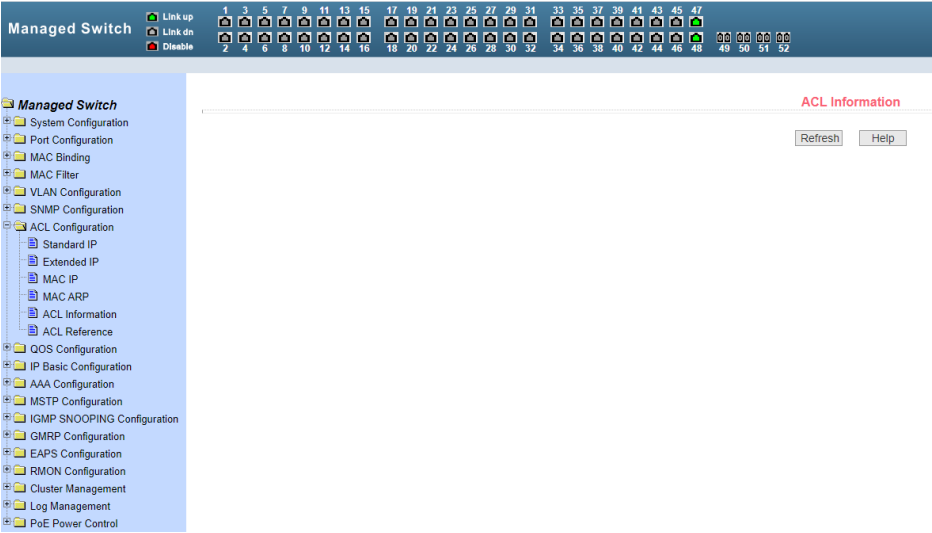 Managed Switch
Link up
Link dn
Disable
1 3 5 7 9 11 13 15 17 19 21 23 25 27 29 31 33 35 37 39 41 43 45 47
2 4 6 8 10 12 14 16 18 20 22 24 26 28 30 32 34 36 38 40 42 44 46 48 49 50 51 52
Managed Switch
System Configuration
Port Configuration
MAC Binding
MAC Filter
VLAN Configuration
SNMP Configuration
ACL Configuration
Standard IP
Extended IP
MAC IP
MAC ARP
ACL Information
ACL Reference
QOS Configuration
IP Basic Configuration
AAA Configuration
MSTP Configuration
IGMP SNOOPING Configuration
GMRP Configuration
EAPS Configuration
RMON Configuration
Cluster Management
Log Management
PoE Power Control
ACL Information
Refresh Help